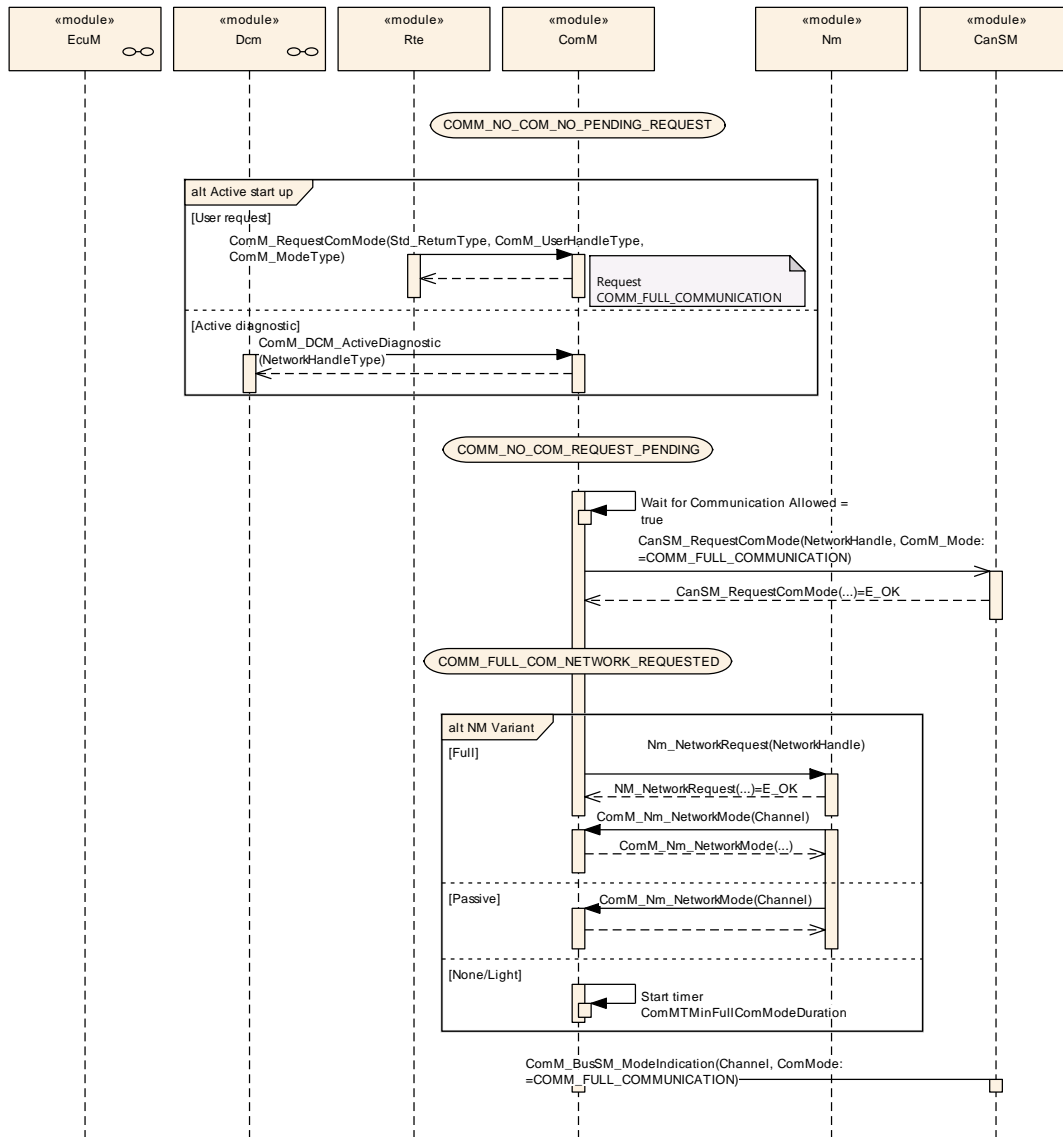 «module»
EcuM
«module»
Dcm
«module»
Rte
«module»
ComM
«module»
Nm
«module»
CanSM
COMM_NO_COM_NO_PENDING_REQUEST
alt Active start up
[User request]
ComM_RequestComMode(Std_ReturnType, ComM_UserHandleType,
ComM_ModeType)
Request
COMM_FULL_COMMUNICATION
[Active diagnostic]
ComM_DCM_ActiveDiagnostic
(NetworkHandleType)
COMM_NO_COM_REQUEST_PENDING
Wait for Communication Allowed =
true
CanSM_RequestComMode(NetworkHandle, ComM_Mode:
=COMM_FULL_COMMUNICATION)
CanSM_RequestComMode(...)=E_OK
COMM_FULL_COM_NETWORK_REQUESTED
alt NM Variant
[Full]
Nm_NetworkRequest(NetworkHandle)
NM_NetworkRequest(...)=E_OK
ComM_Nm_NetworkMode(Channel)
ComM_Nm_NetworkMode(...)
[Passive]
ComM_Nm_NetworkMode(Channel)
[None/Light]
Start timer
ComMTMinFullComModeDuration
ComM_BusSM_ModeIndication(Channel, ComMode:
=COMM_FULL_COMMUNICATION)